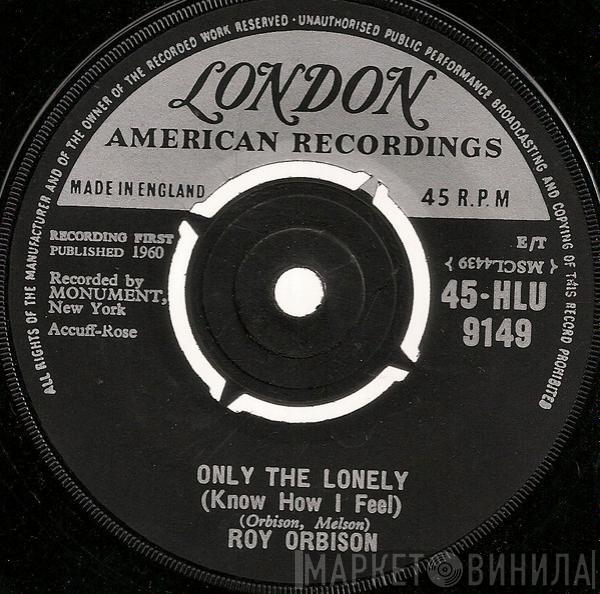 ALL RIGHTS OF THE MANUFACTURER AND OF THE OWNER OF THE RECORDED WORK RESERVED · UNAUTHORISED PUBLIC PERFORMANCE BROADCASTING AND COPYING OF THIS RECORD PROHIBITED
LONDON
AMERICAN RECORDINGS
MADE IN ENGLAND
45 R.P.M
RECORDING FIRST
PUBLISHED 1960
Recorded by
MONUMENT,
New York
Accuff-Rose
E/T
{ MSCL4439 }
45-HLU
9149
ONLY THE LONELY
(Know How I Feel)
(Orbison, Melson)
ROY ORBISON
МАРКЕТ ВИНИЛА